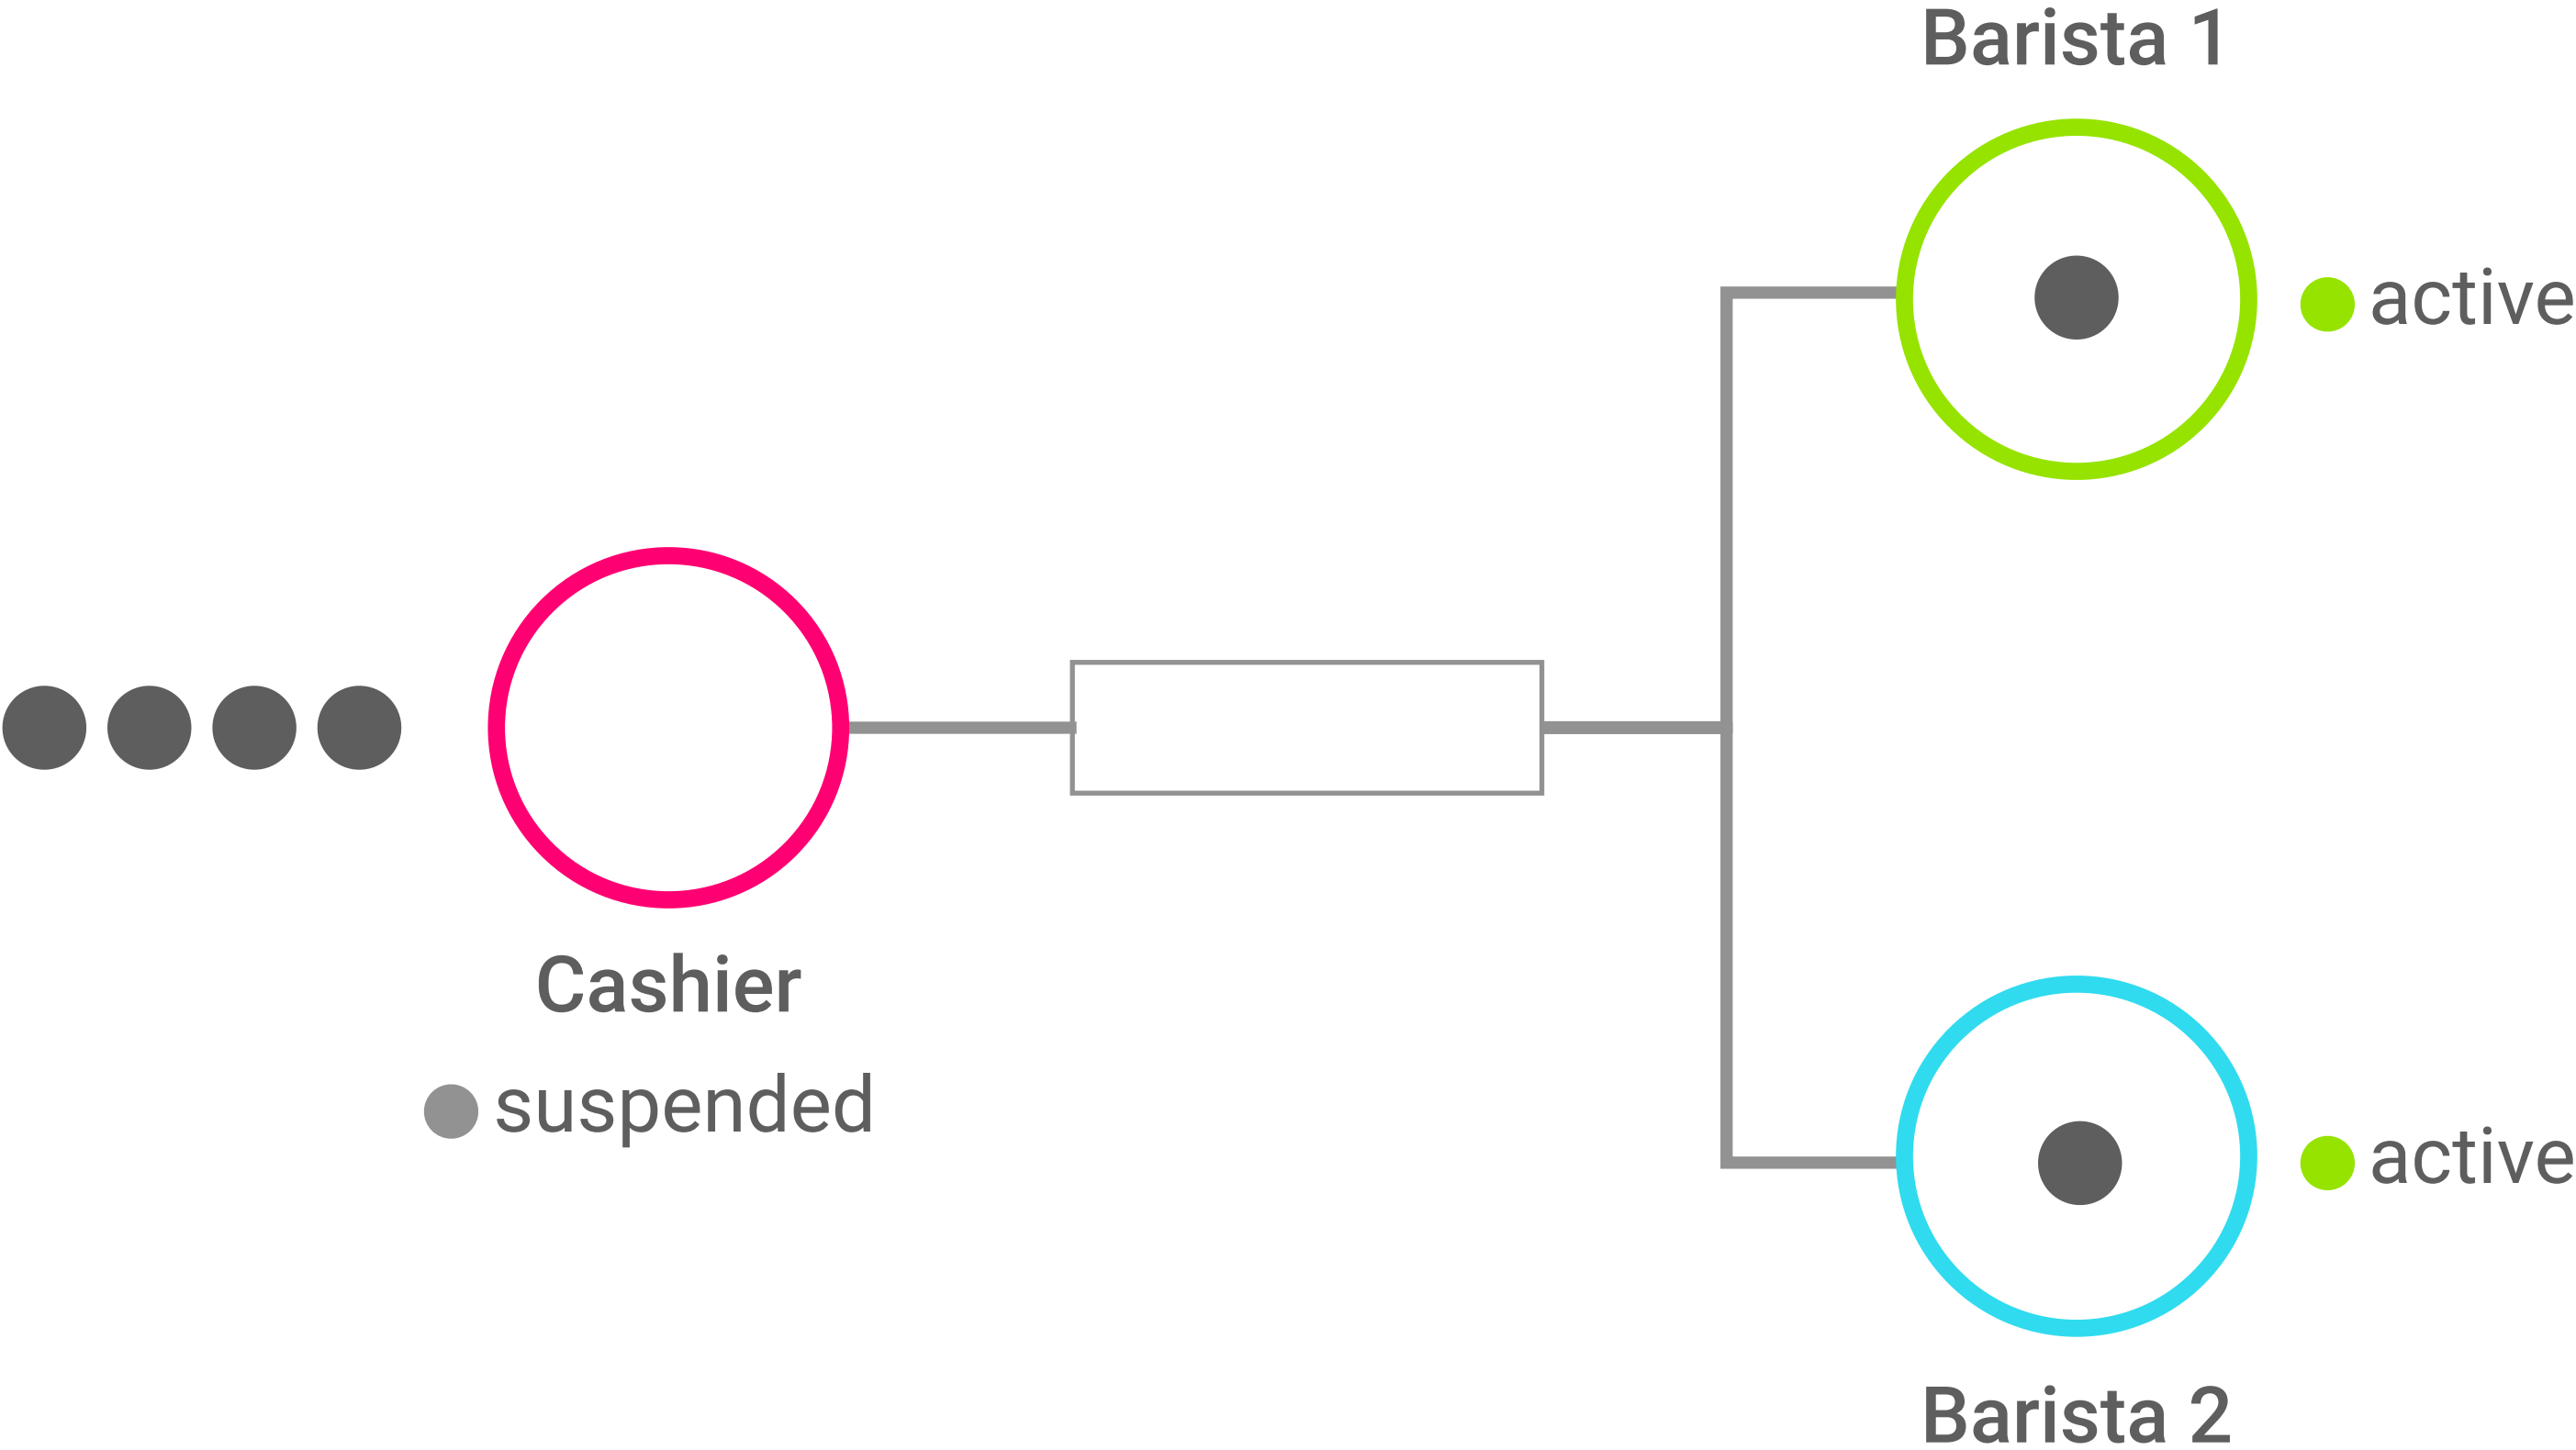 Barista 1
active
Cashier
suspended
active
Barista 2